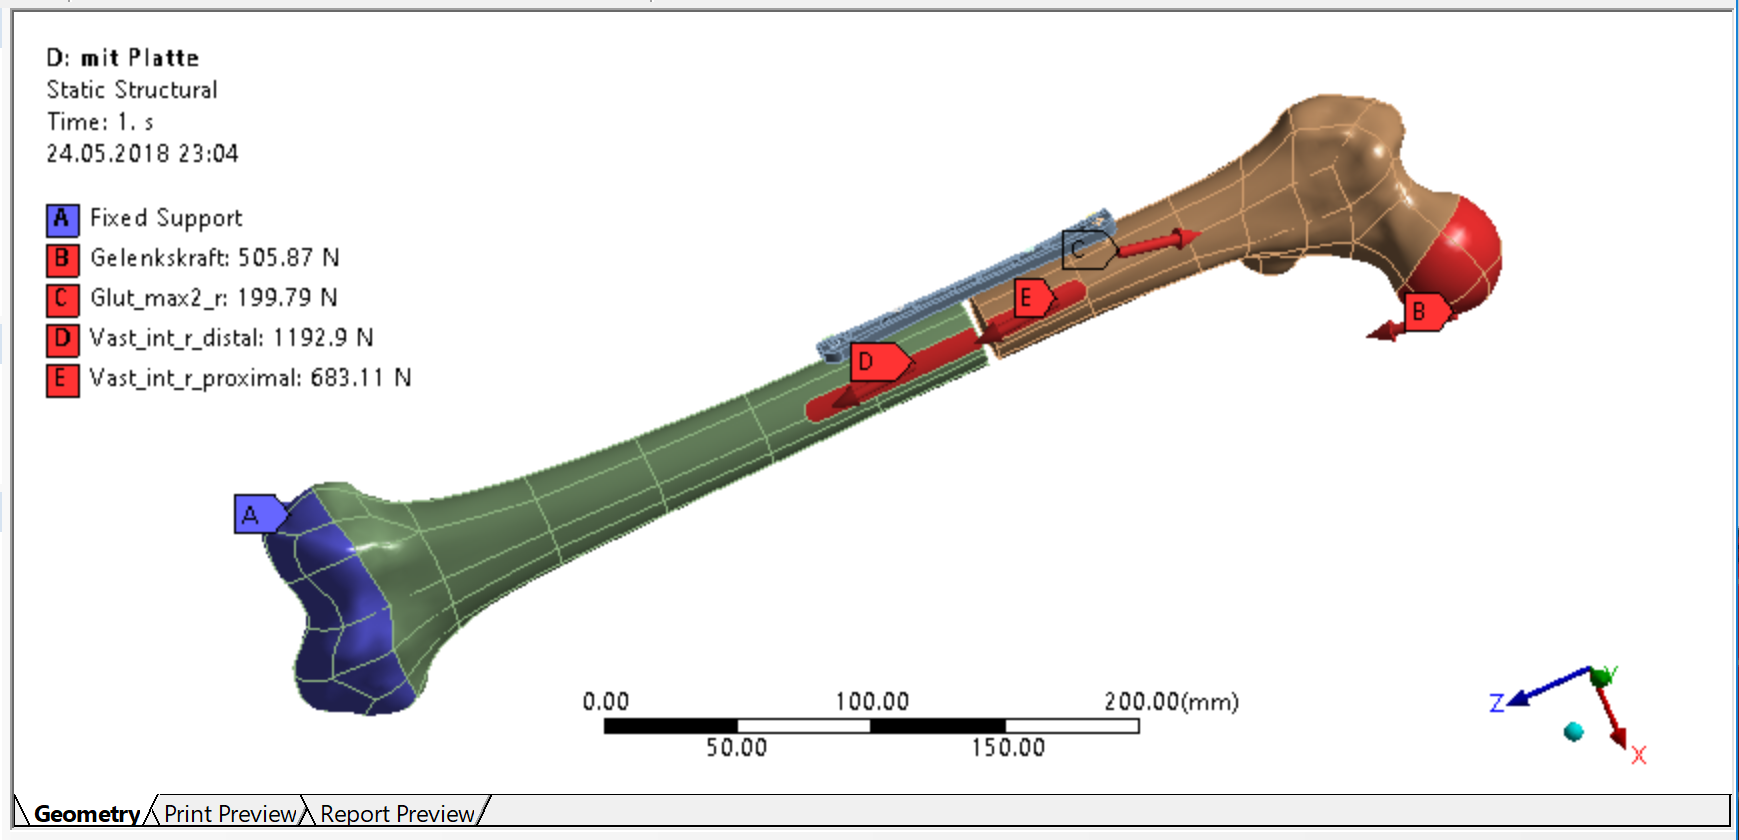 D: mit Platte
Static Structural
Time: 1. s
24.05.2018 23:04
A Fixed Support
B Gelenkskraft: 505.87 N
C Glut_max2_r: 199.79 N
D Vast_int_r_distal: 1192.9 N
E Vast_int_r_proximal: 683.11 N
C
E
B
D
A
0.00 100.00 200.00(mm)
50.00 150.00
Y
Z
X
Geometry Print Preview Report Preview